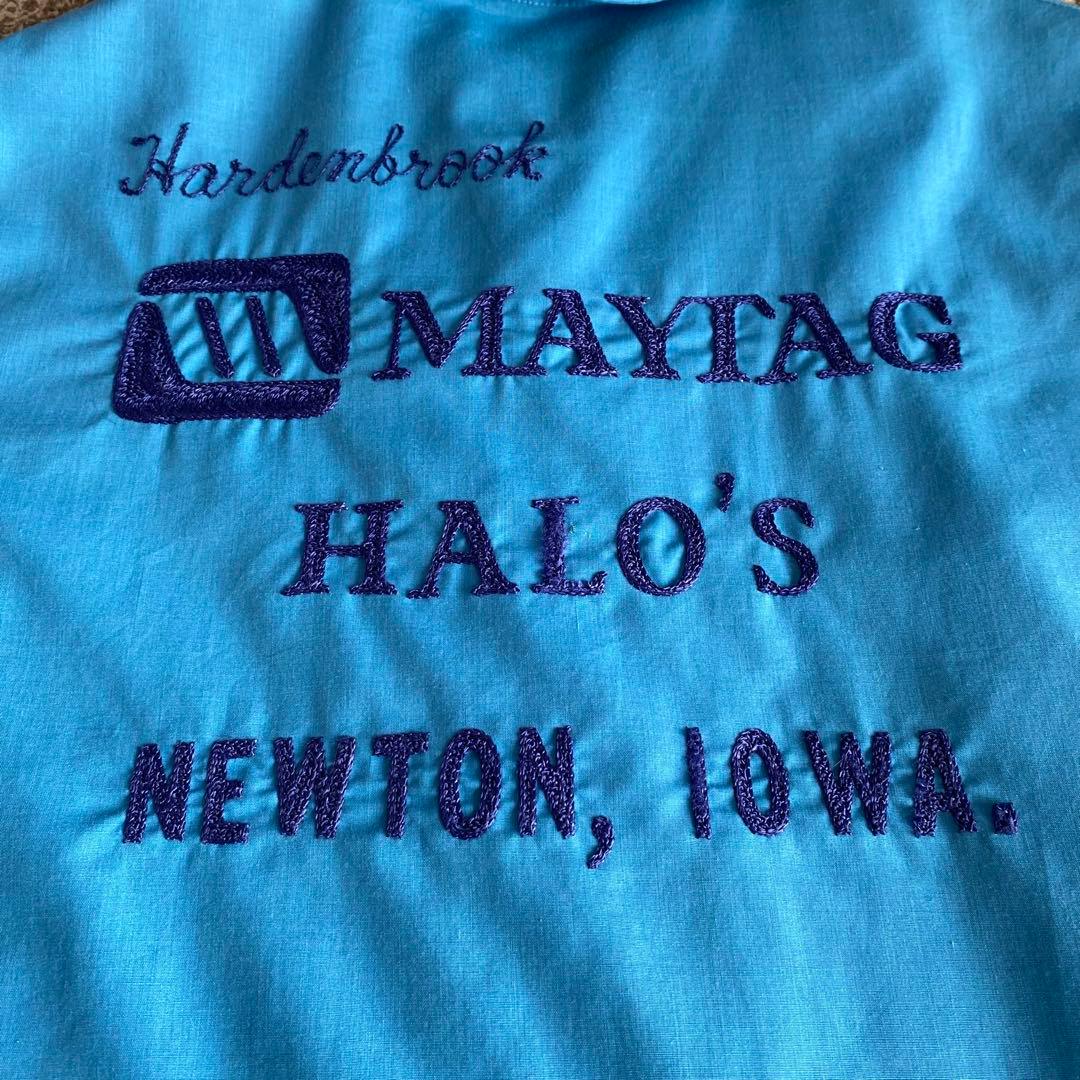 Hardenbrook
MAYTAG
HALO'S
NEWTON, IOWA.